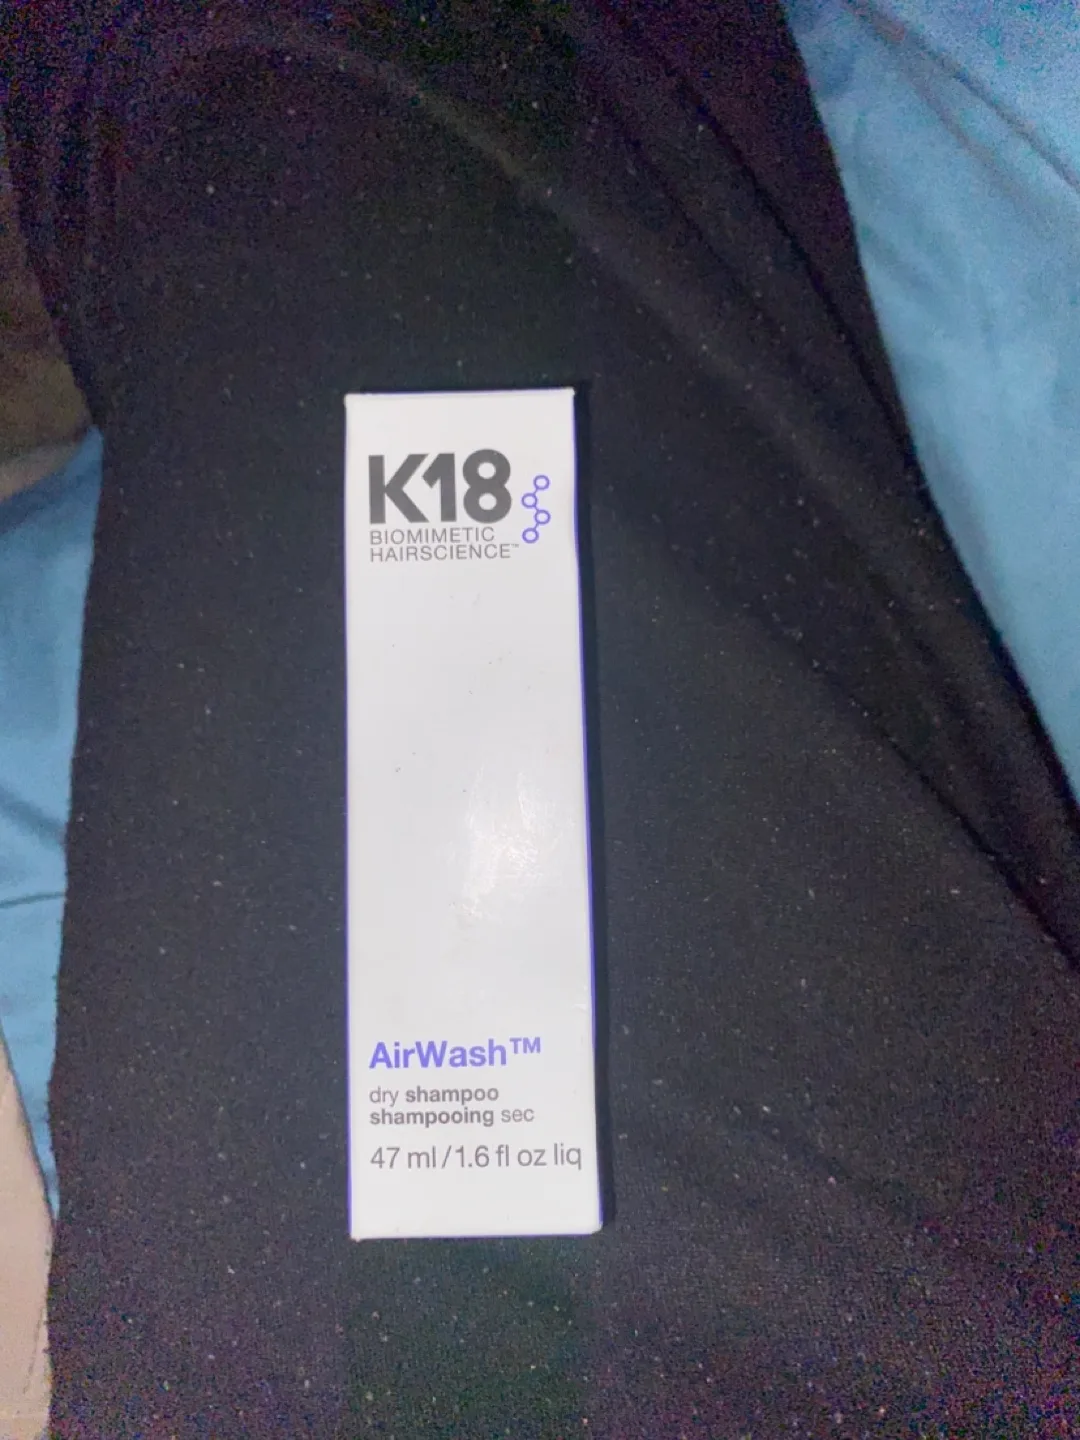 K18
BIOMIMETIC
HAIRSCIENCE™
AirWash™
dry shampoo
shampooing sec
47 ml/1.6 fl oz liq